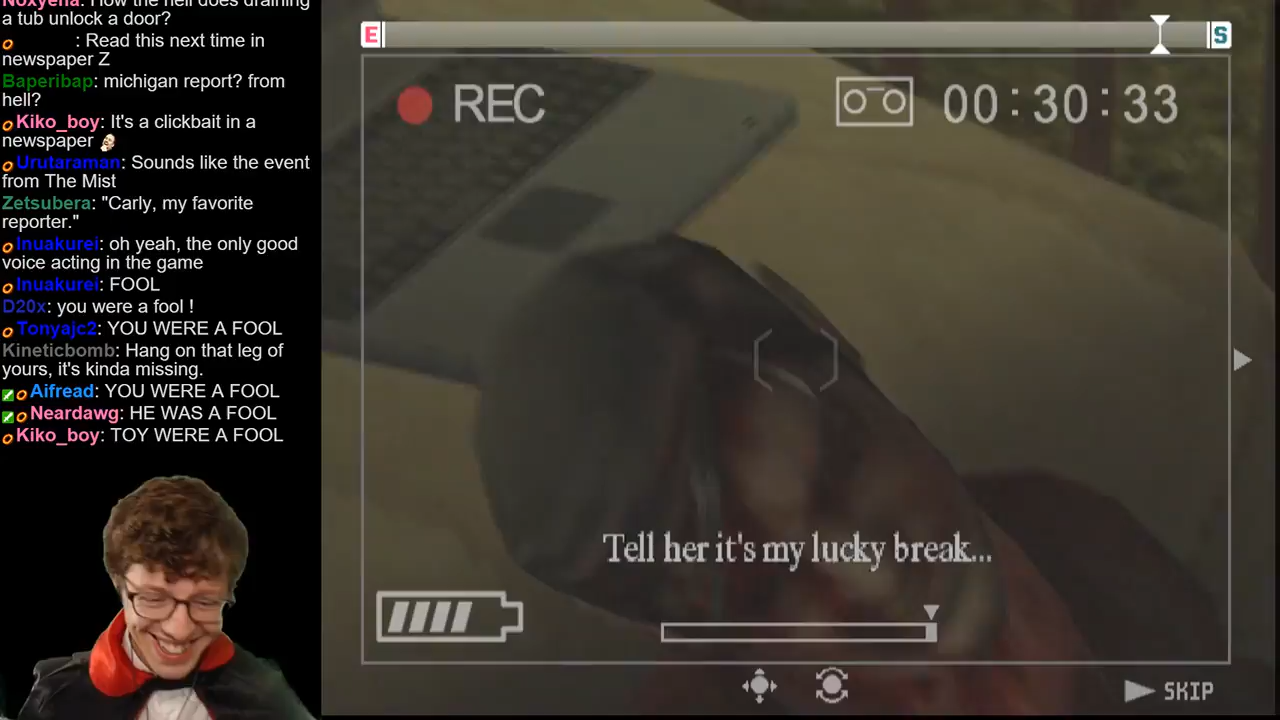 Noxyena: How the hell does draining
a tub unlock a door?
: Read this next time in
newspaper Z
Baperibap: michigan report? from
hell?
Kiko_boy: It's a clickbait in a
newspaper
Urutaraman: Sounds like the event
from The Mist
Zetsubera: "Carly, my favorite
reporter."
Inuakurei: oh yeah, the only good
voice acting in the game
Inuakurei: FOOL
D20x: you were a fool !
Tonyajc2: YOU WERE A FOOL
Kineticbomb: Hang on that leg of
yours, it's kinda missing.
Aifread: YOU WERE A FOOL
Neardawg: HE WAS A FOOL
Kiko_boy: TOY WERE A FOOL
E
S
REC
00:30:33
Tell her it's my lucky break...
SKIP